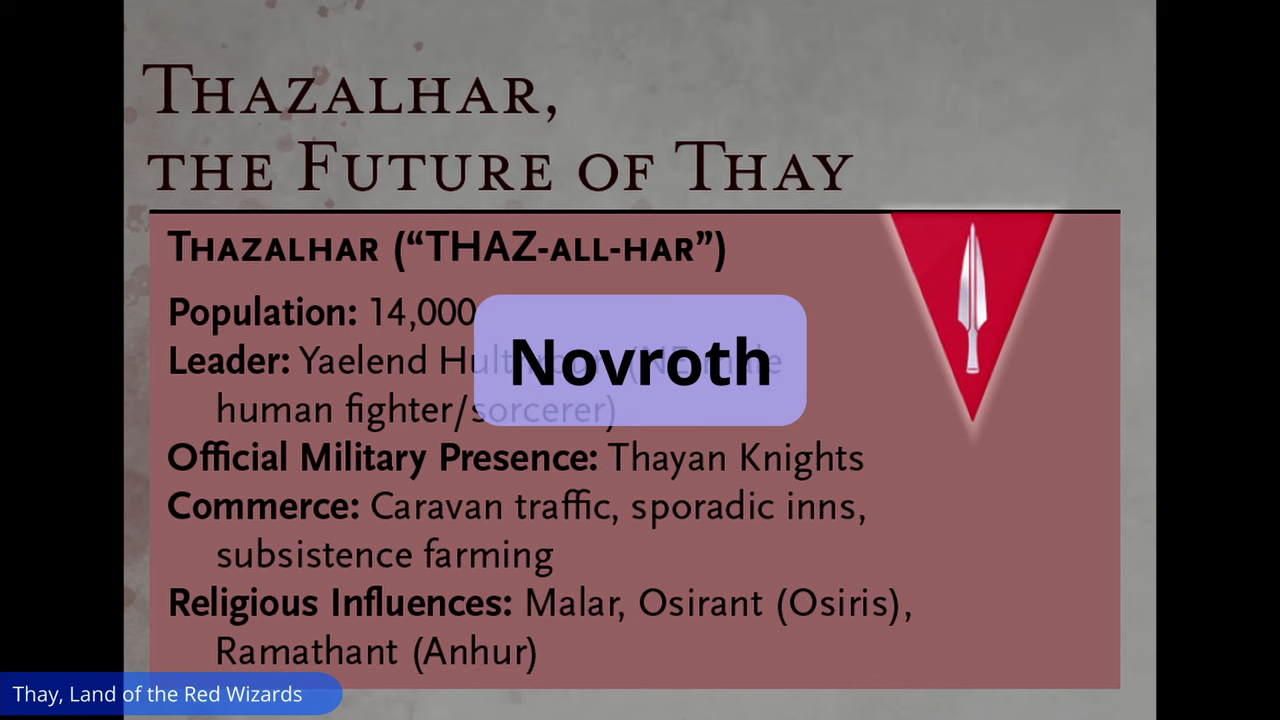 Thazalhar,
the Future of Thay
Thazalhar (“THAZ-all-har”)
Population: 14,000
Leader: Yaelend Hult male
human fighter/sorcerer)
Novroth
Official Military Presence: Thayan Knights
Commerce: Caravan traffic, sporadic inns,
subsistence farming
Religious Influences: Malar, Osirant (Osiris),
Ramathant (Anhur)
Thay, Land of the Red Wizards